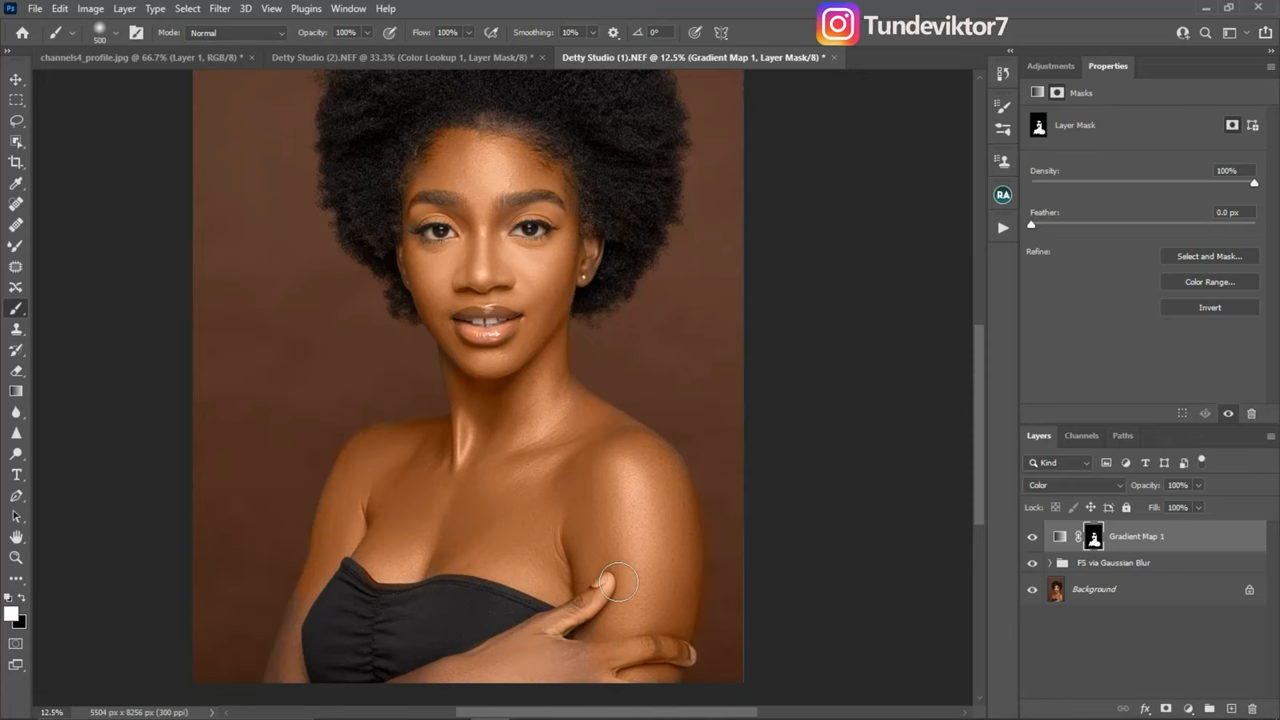 Ps File Edit Image Layer Type Select Filter 3D View Plugins Window Help
Tundeviktor7
500 Mode: Normal Opacity: 100% Flow: 100% Smoothing: 10% 0°
channels4_profile.jpg @ 66.7% (Layer 1, RGB/8) * × Detty Studio (2).NEF @ 33.3% (Color Lookup 1, Layer Mask/8) * × Detty Studio (1).NEF @ 12.5% (Gradient Map 1, Layer Mask/8) * ×
Adjustments Properties
Masks
Layer Mask
Density: 100%
RA
Feather: 0.0 px
Refine: Select and Mask...
Color Range...
Invert
Layers Channels Paths
Kind
Color Opacity: 100%
Lock: Fill: 100%
Gradient Map 1
FS via Gaussian Blur
Background
12.5% 5504 px x 8256 px (300 ppi)